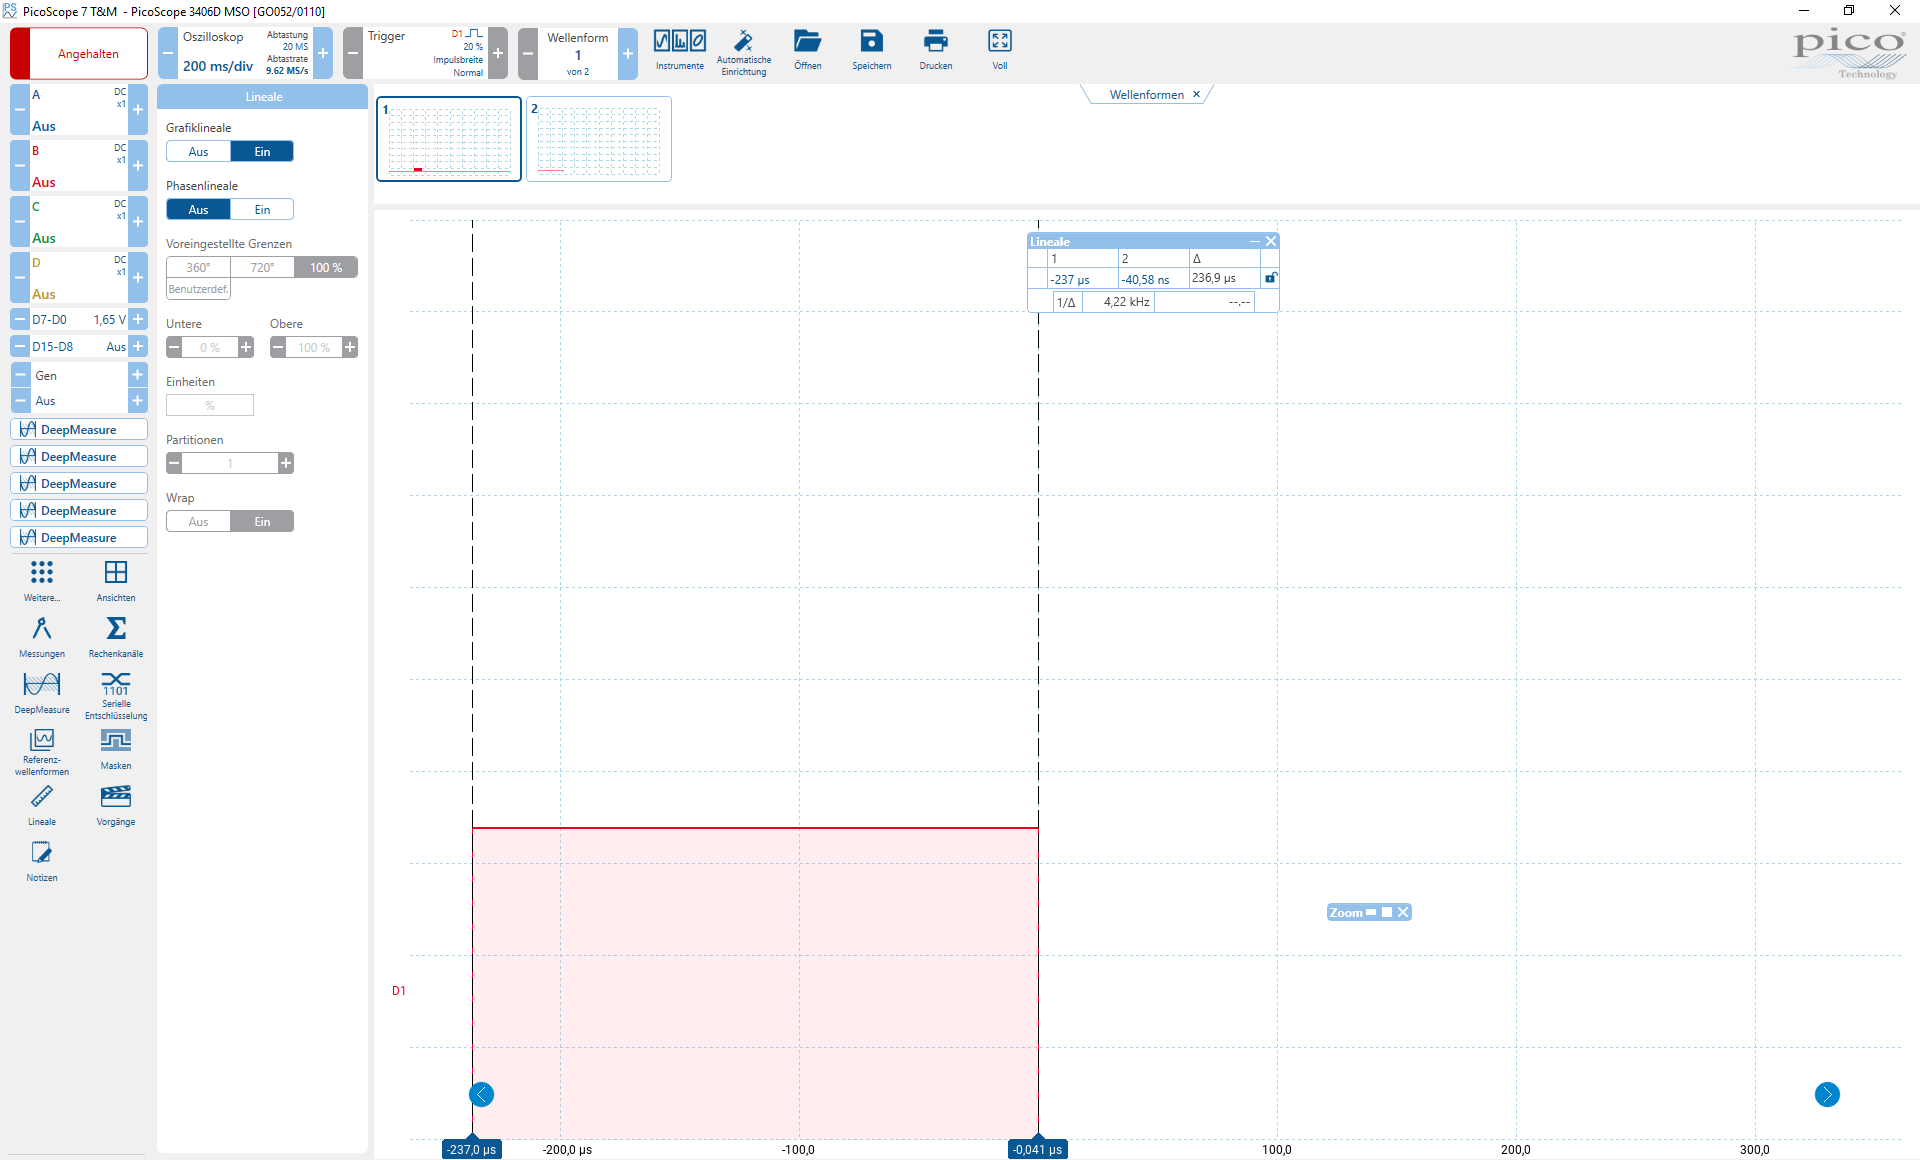 PicoScope 7 T&M - PicoScope 3406D MSO [GO052/0110]
Angehalten
Oszilloskop
200 ms/div
Abtastung
20 MS
Abtastrate
9.62 MS/s
Trigger
D1
20 %
Impulsbreite
Normal
Wellenform
1
von 2
Instrumente
Automatische
Einrichtung
Öffnen
Speichern
Drucken
Voll
pico
Technology
A
DC
x1
Aus
B
DC
x1
Aus
C
DC
x1
Aus
D
DC
x1
Aus
D7-D0 1,65 V
D15-D8 Aus
Gen
Aus
DeepMeasure
DeepMeasure
DeepMeasure
DeepMeasure
DeepMeasure
Weitere...
Ansichten
Messungen
Rechenkanäle
DeepMeasure
1101
Serielle
Entschlüsselung
Referenz-
wellenformen
Masken
Lineale
Vorgänge
Notizen
Lineale
Grafiklineale
Aus Ein
Phasenlineale
Aus Ein
Voreingestellte Grenzen
360° 720° 100 %
Benutzerdef.
Untere Obere
0 % 100 %
Einheiten
%
Partitionen
1
Wrap
Aus Ein
1
2
Wellenformen
Lineale
1 2 Δ
-237 µs -40,58 ns 236,9 µs
1/Δ 4,22 kHz --.--
Zoom
D1
-237,0 µs -200,0 µs -100,0 -0,041 µs 100,0 200,0 300,0